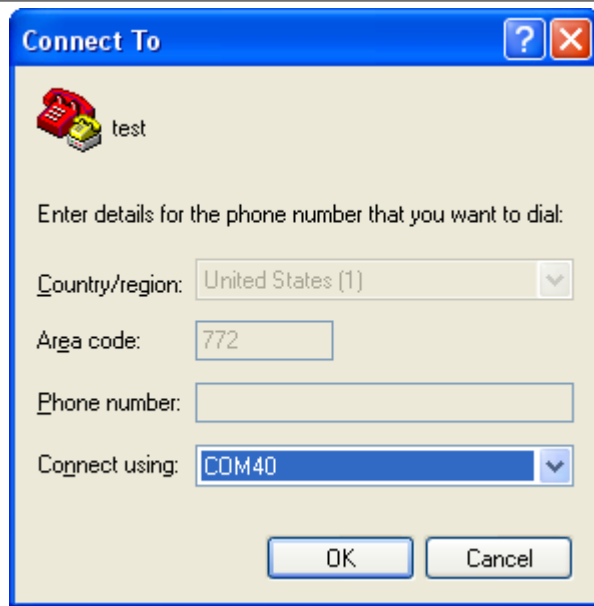 Connect To
test
Enter details for the phone number that you want to dial:
Country/region: United States (1)
Area code: 772
Phone number:
Connect using: COM40
OK Cancel